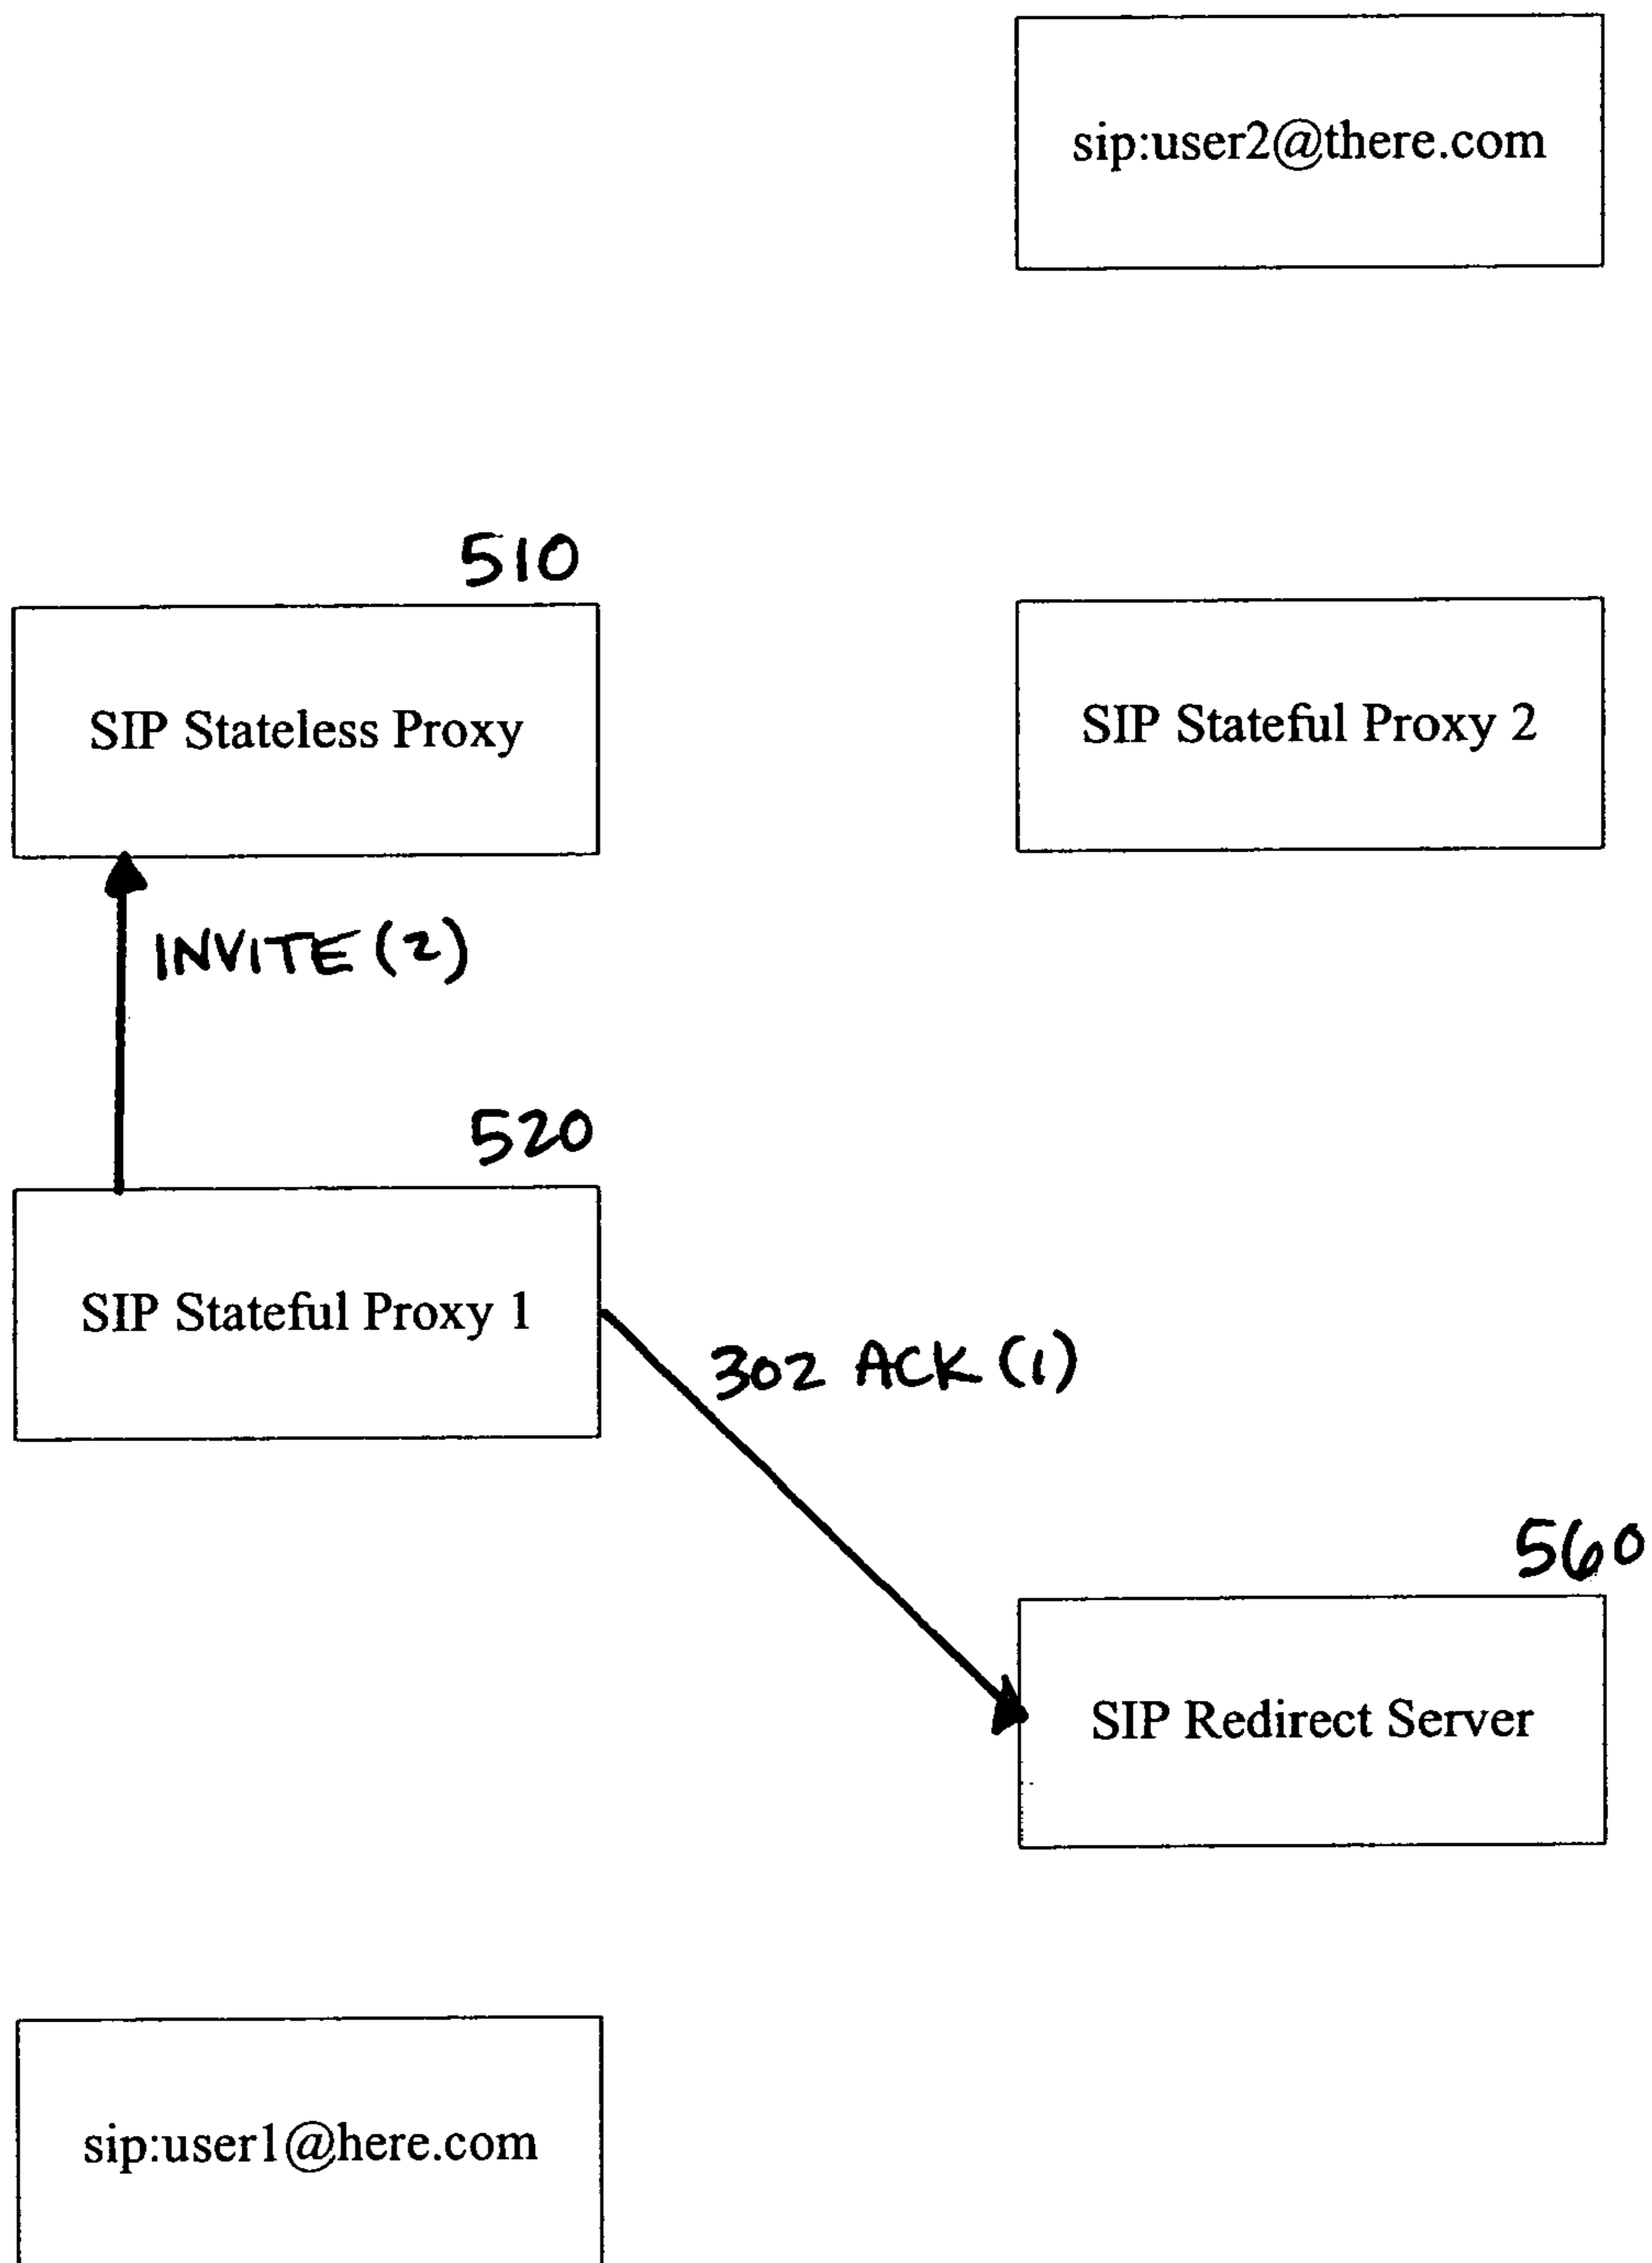 sip:user2@there.com
510
SIP Stateless Proxy
SIP Stateful Proxy 2
INVITE (2)
520
SIP Stateful Proxy 1
302 ACK (1)
560
SIP Redirect Server
sip:user1@here.com